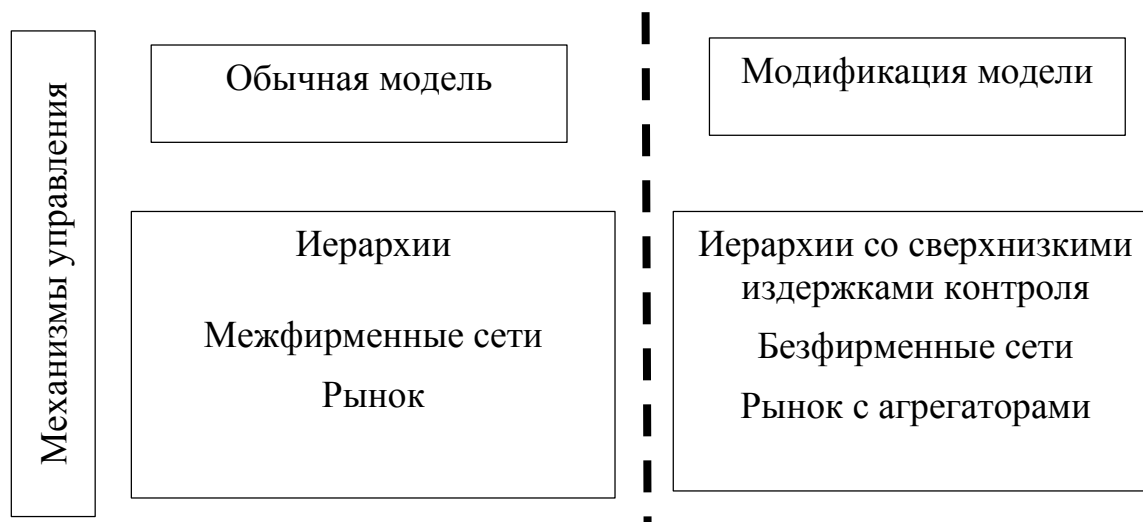 Механизмы управления
Обычная модель
Модификация модели
Иерархии
Межфирменные сети
Рынок
Иерархии со сверхнизкими
издержками контроля
Безфирменные сети
Рынок с агрегаторами